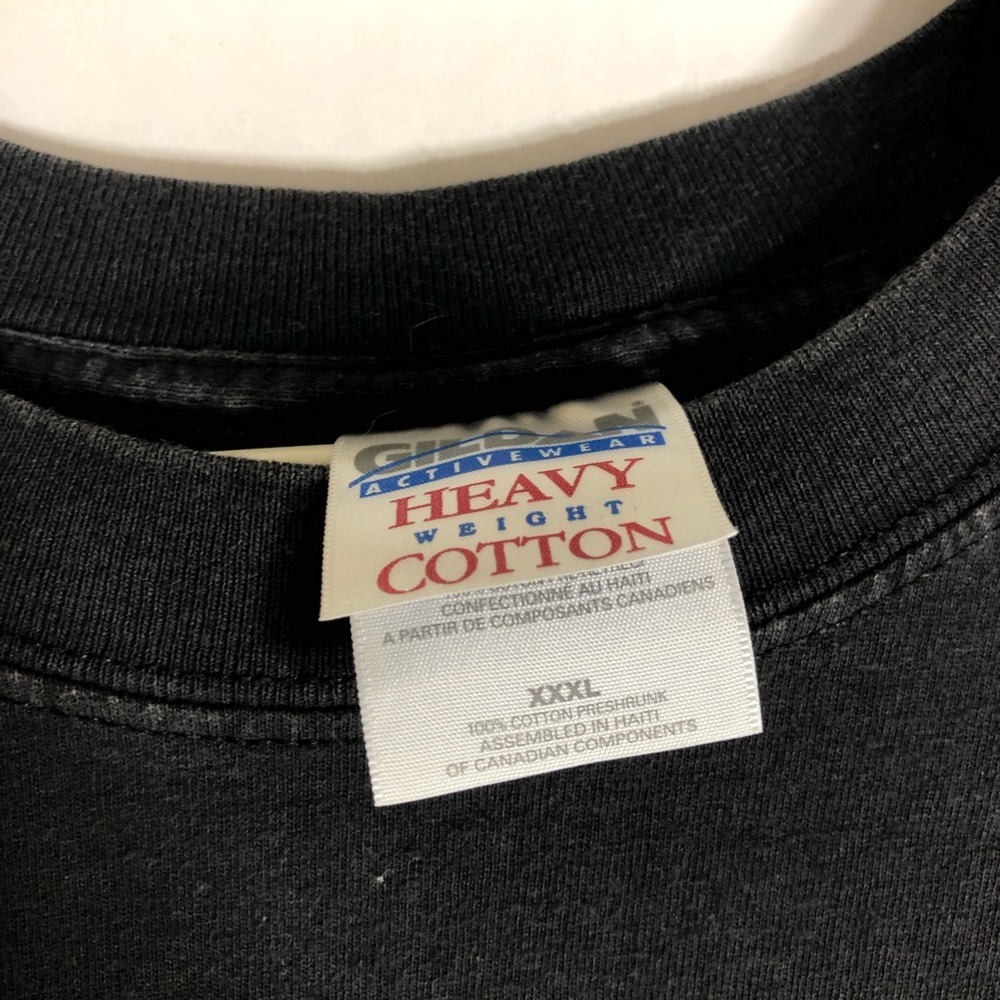 GILDAN
ACTIVEWEAR
HEAVY
WEIGHT
COTTON
CONFECTIONNÉ AU HAITI
A PARTIR DE COMPOSANTS CANADIENS
XXXL
100% COTTON PRESHRUNK
ASSEMBLED IN HAITI
OF CANADIAN COMPONENTS